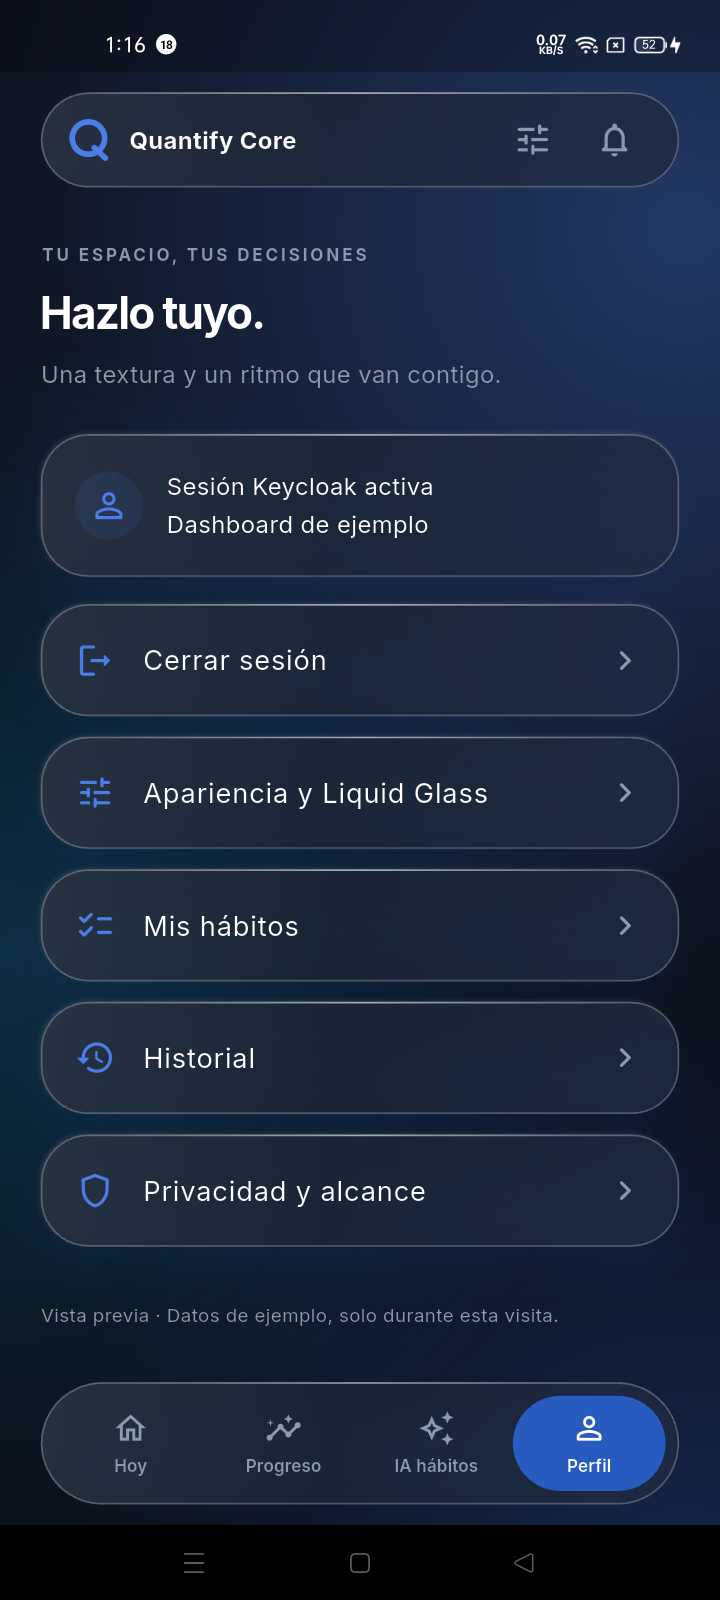 1:16 18 0.07 KB/S 52
Quantify Core
TU ESPACIO, TUS DECISIONES
Hazlo tuyo.
Una textura y un ritmo que van contigo.
Sesión Keycloak activa
Dashboard de ejemplo
Cerrar sesión
Apariencia y Liquid Glass
Mis hábitos
Historial
Privacidad y alcance
Vista previa · Datos de ejemplo, solo durante esta visita.
Hoy Progreso IA hábitos Perfil